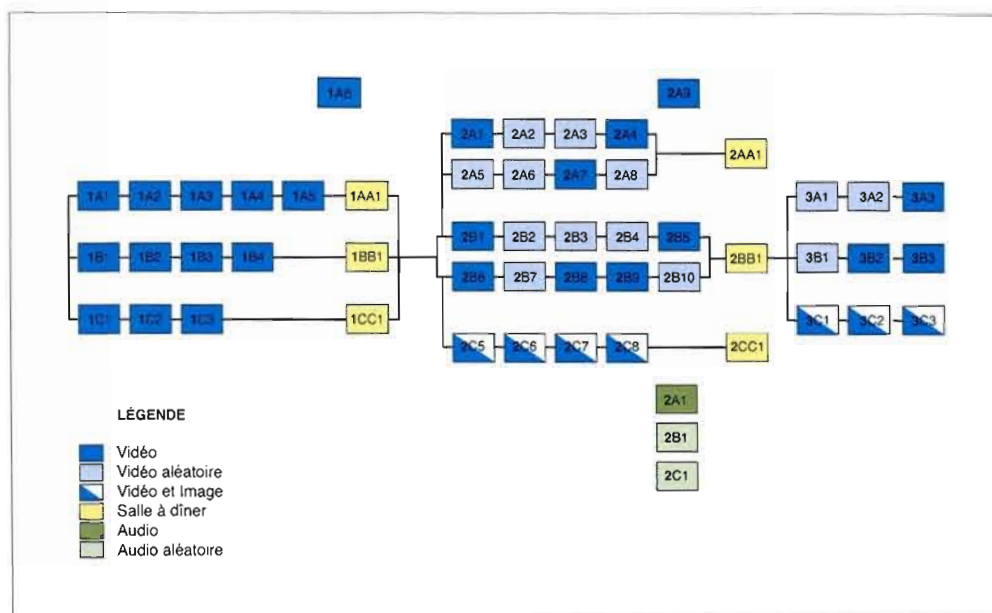 1A6 2A9
2A1 2A2 2A3 2A4
2AA1
2A5 2A6 2A7 2A8
1A1 1A2 1A3 1A4 1A5 1AA1
3A1 3A2 3A3
2B1 2B2 2B3 2B4 2B5
1B1 1B2 1B3 1B4 1BB1
2BB1
3B1 3B2 3B3
2B6 2B7 2B8 2B9 2B10
1C1 1C2 1C3 1CC1
3C1 3C2 3C3
2C5 2C6 2C7 2C8 2CC1
2A1
2B1
2C1
LÉGENDE
Vidéo
Vidéo aléatoire
Vidéo et Image
Salle à dîner
Audio
Audio aléatoire